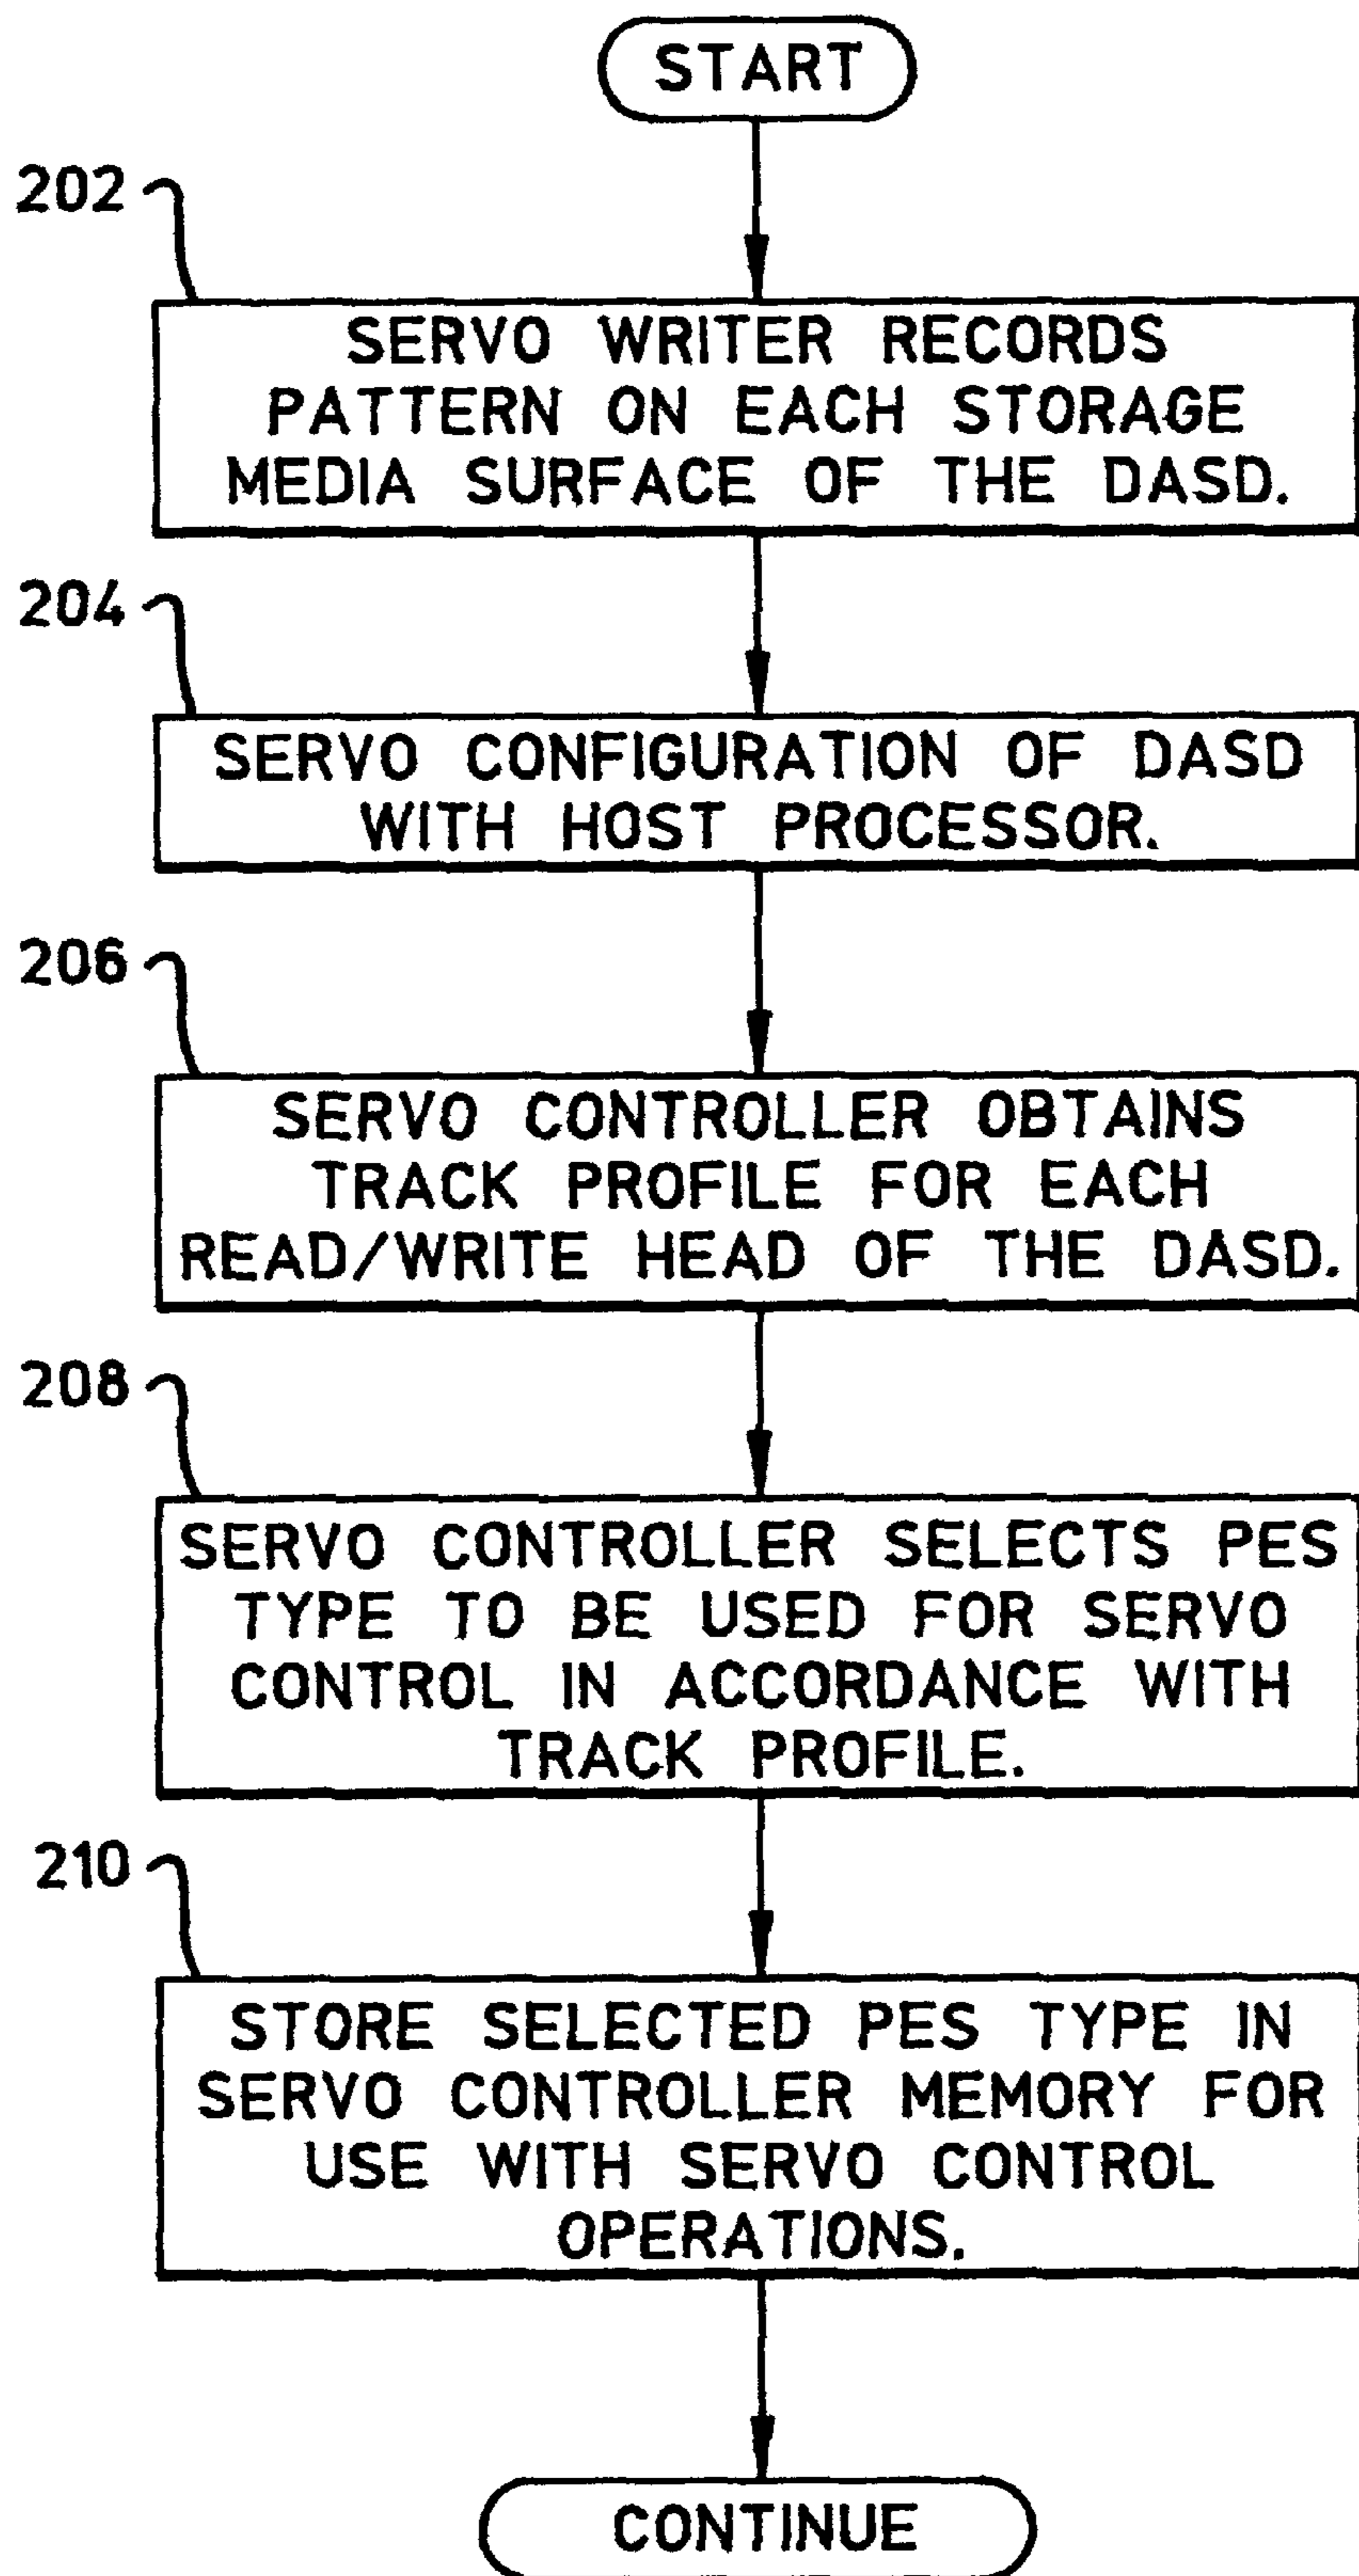 START
202
SERVO WRITER RECORDS
PATTERN ON EACH STORAGE
MEDIA SURFACE OF THE DASD.
204
SERVO CONFIGURATION OF DASD
WITH HOST PROCESSOR.
206
SERVO CONTROLLER OBTAINS
TRACK PROFILE FOR EACH
READ/WRITE HEAD OF THE DASD.
208
SERVO CONTROLLER SELECTS PES
TYPE TO BE USED FOR SERVO
CONTROL IN ACCORDANCE WITH
TRACK PROFILE.
210
STORE SELECTED PES TYPE IN
SERVO CONTROLLER MEMORY FOR
USE WITH SERVO CONTROL
OPERATIONS.
CONTINUE